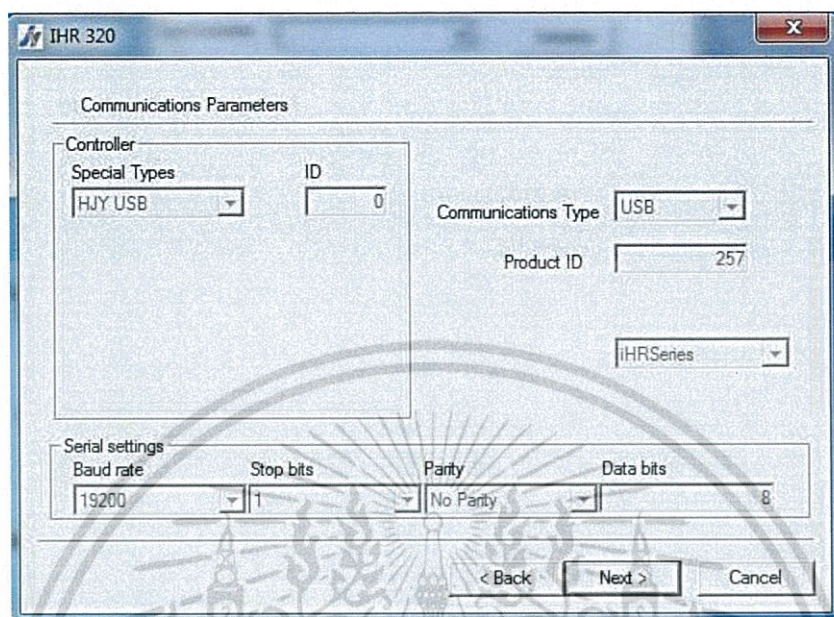 IHR 320
Communications Parameters
Controller
Special Types ID
HJY USB 0
Communications Type USB
Product ID 257
iHRSeries
Serial settings
Baud rate Stop bits Parity Data bits
19200 1 No Parity 8
< Back Next > Cancel